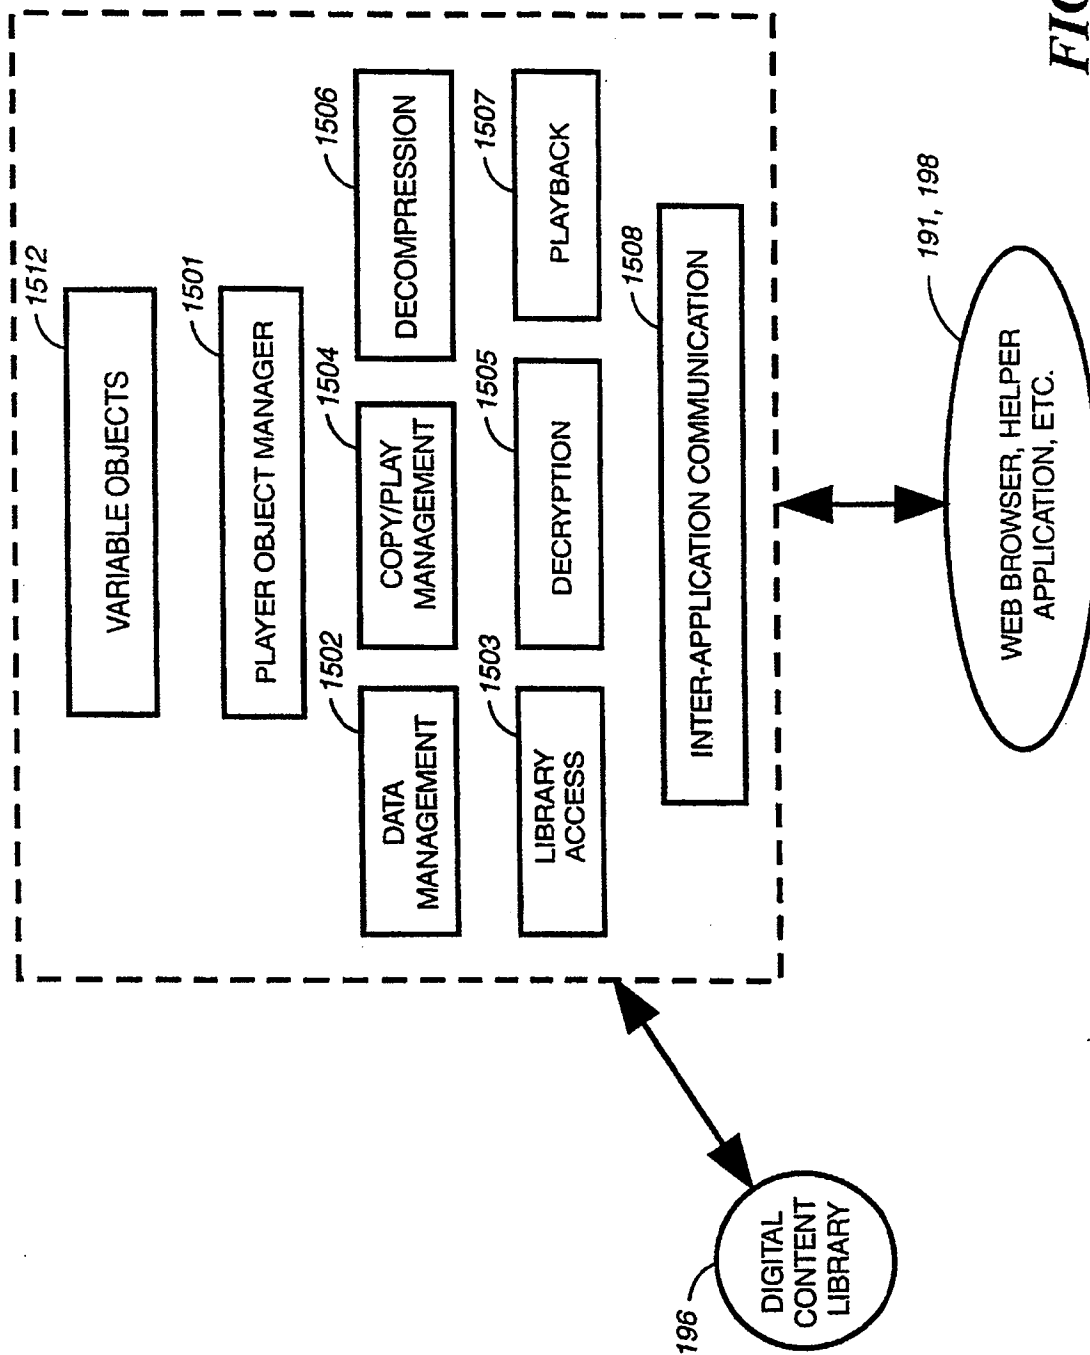 1512
VARIABLE OBJECTS
1501
PLAYER OBJECT MANAGER
1502
DATA
MANAGEMENT
1504
COPY/PLAY
MANAGEMENT
1506
DECOMPRESSION
1503
LIBRARY
ACCESS
1505
DECRYPTION
1507
PLAYBACK
1508
INTER-APPLICATION COMMUNICATION
196
DIGITAL
CONTENT
LIBRARY
191, 198
WEB BROWSER, HELPER
APPLICATION, ETC.